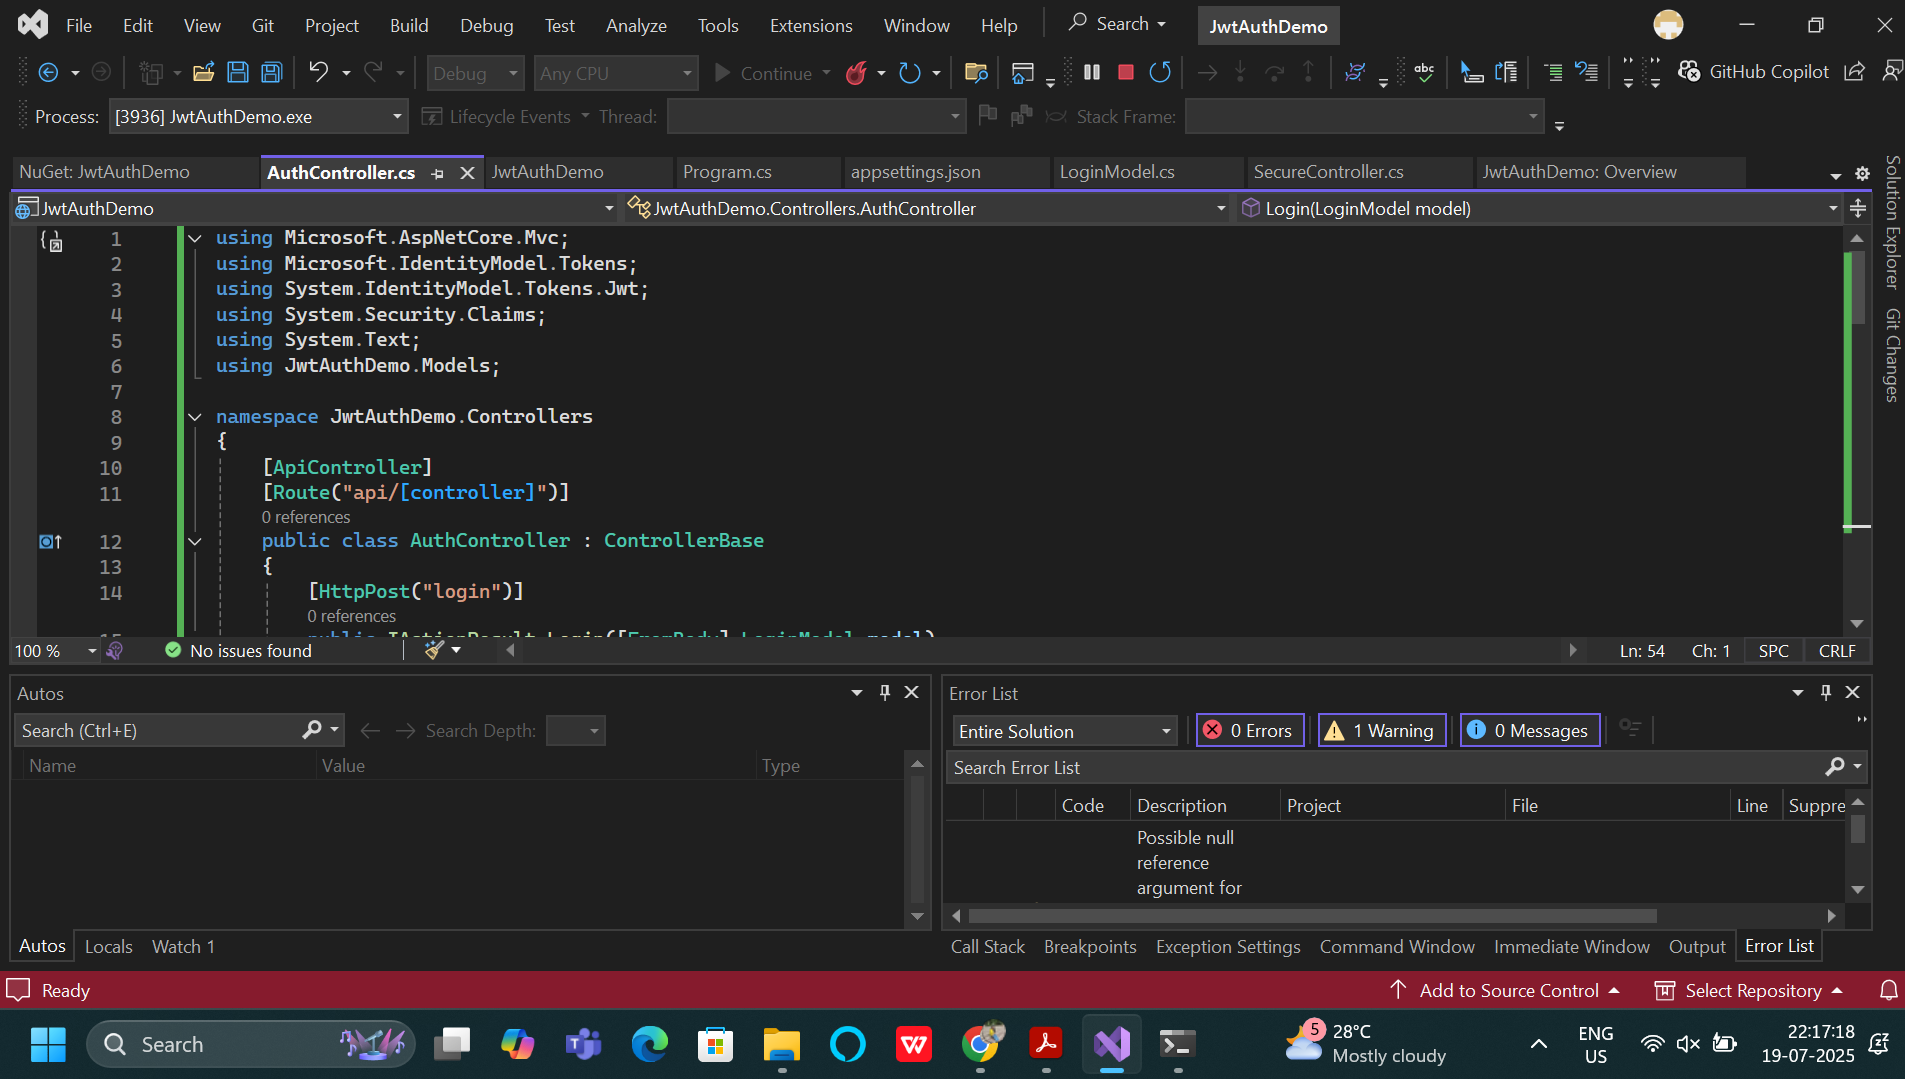 File Edit View Git Project Build Debug Test Analyze Tools Extensions Window Help Search JwtAuthDemo
Debug Any CPU Continue abc GitHub Copilot
Process: [3936] JwtAuthDemo.exe Lifecycle Events Thread: Stack Frame:
NuGet: JwtAuthDemo AuthController.cs JwtAuthDemo Program.cs appsettings.json LoginModel.cs SecureController.cs JwtAuthDemo: Overview
JwtAuthDemo JwtAuthDemo.Controllers.AuthController Login(LoginModel model)
Solution Explorer
Git Changes
1 using Microsoft.AspNetCore.Mvc;
2 using Microsoft.IdentityModel.Tokens;
3 using System.IdentityModel.Tokens.Jwt;
4 using System.Security.Claims;
5 using System.Text;
6 using JwtAuthDemo.Models;
7
8 namespace JwtAuthDemo.Controllers
9 {
10 [ApiController]
11 [Route("api/[controller]")]
0 references
12 public class AuthController : ControllerBase
13 {
14 [HttpPost("login")]
0 references
15 public IActionResult Login([FromBody] LoginModel model)
100 % No issues found Ln: 54 Ch: 1 SPC CRLF
Autos
Search (Ctrl+E) Search Depth:
Name Value Type
Autos Locals Watch 1
Error List
Entire Solution 0 Errors 1 Warning 0 Messages
Search Error List
Code Description Project File Line Suppre
Possible null
reference
argument for
Call Stack Breakpoints Exception Settings Command Window Immediate Window Output Error List
Ready Add to Source Control Select Repository
Search
5 28°C
Mostly cloudy
ENG
US
22:17:18
19-07-2025